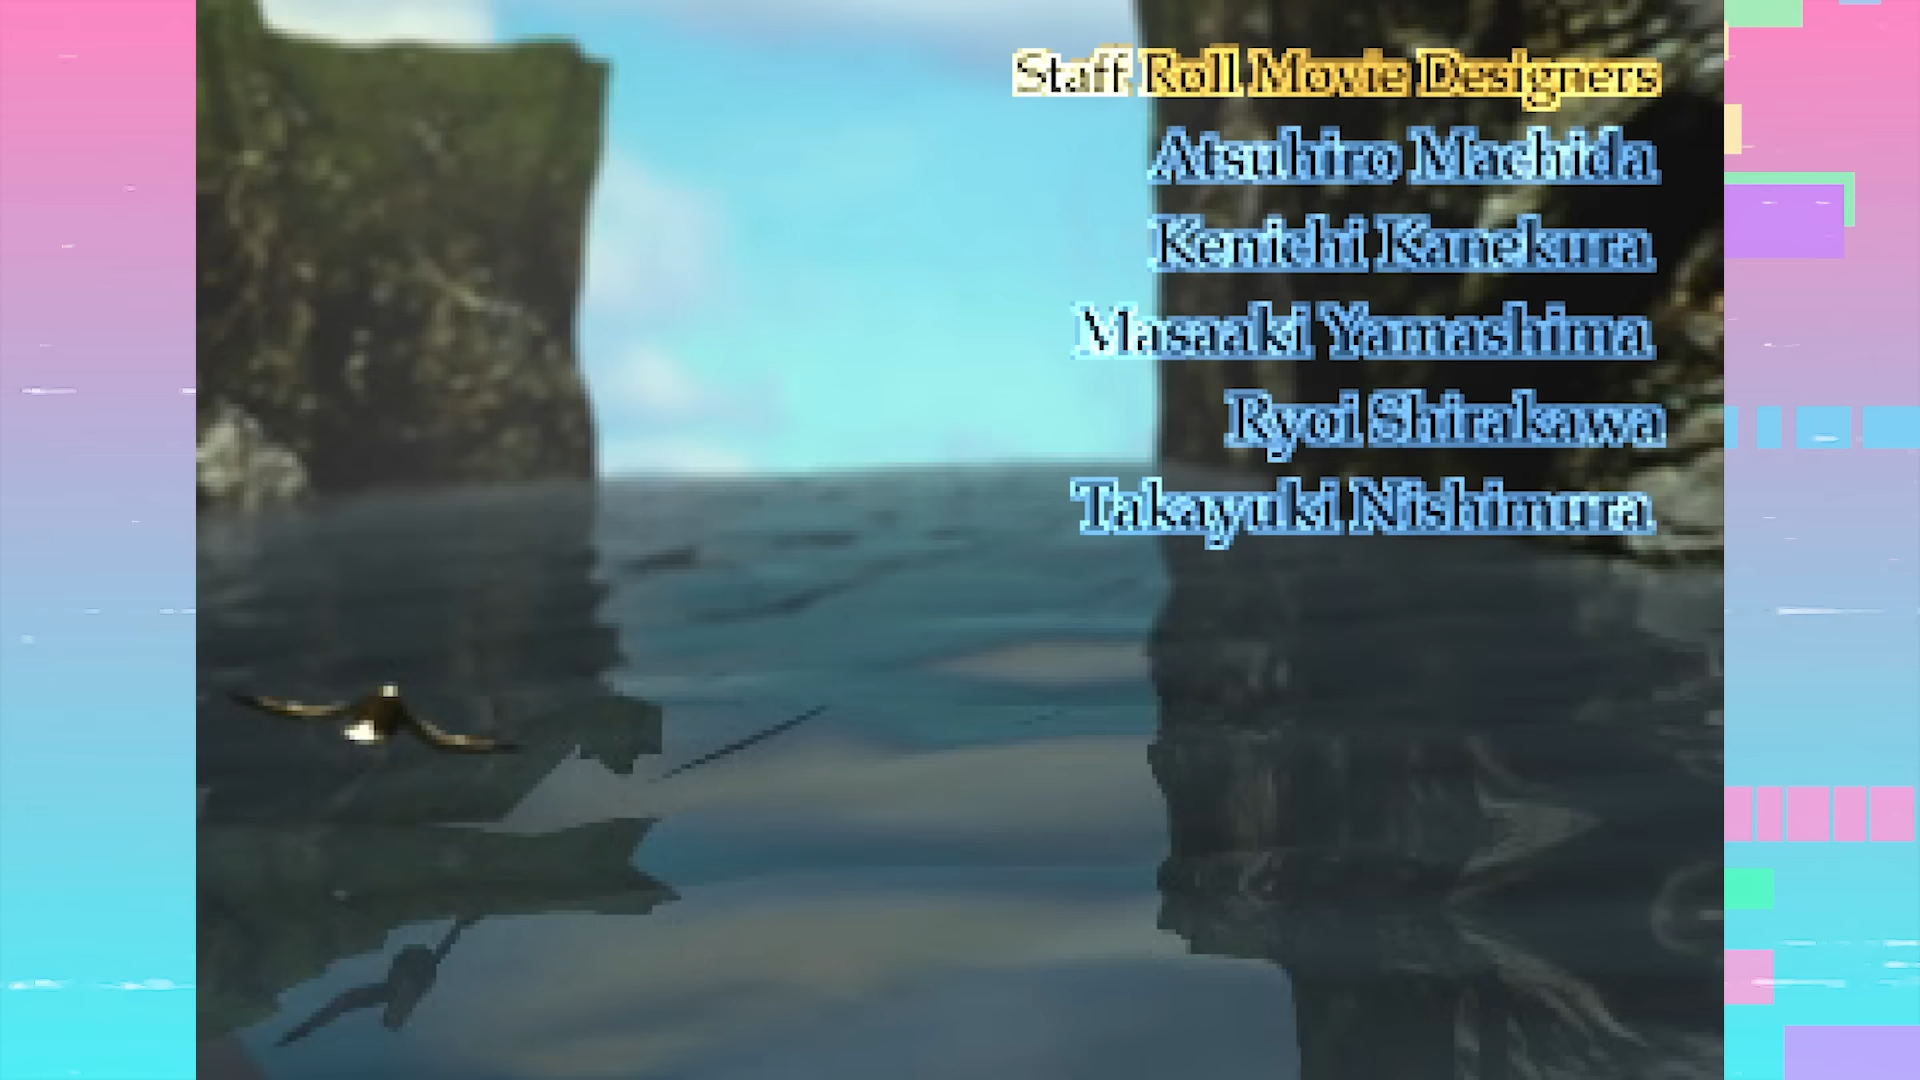 Staff Roll Movie Designers
Atsuhiro Machida
Kenichi Kanekura
Masaaki Yamashima
Ryoi Shirakawa
Takayuki Nishimura